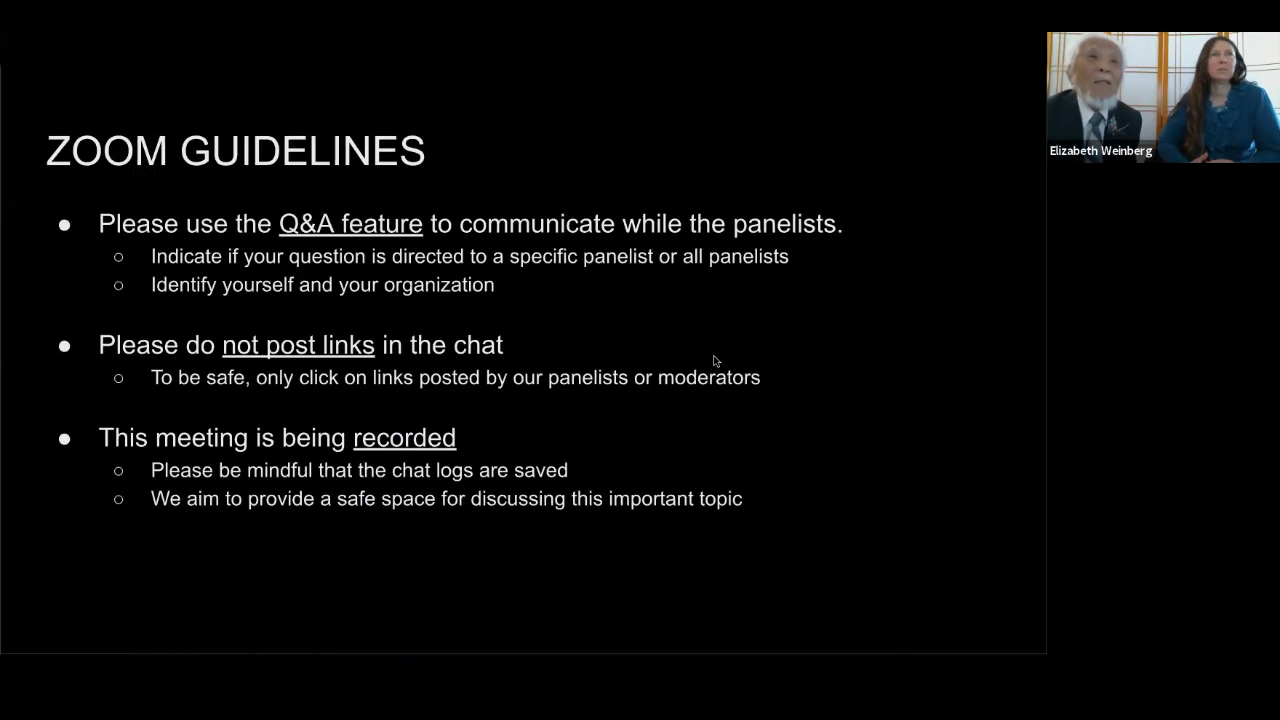 ZOOM GUIDELINES
● Please use the Q&A feature to communicate while the panelists.
○ Indicate if your question is directed to a specific panelist or all panelists
○ Identify yourself and your organization
● Please do not post links in the chat
○ To be safe, only click on links posted by our panelists or moderators
● This meeting is being recorded
○ Please be mindful that the chat logs are saved
○ We aim to provide a safe space for discussing this important topic
Elizabeth Weinberg